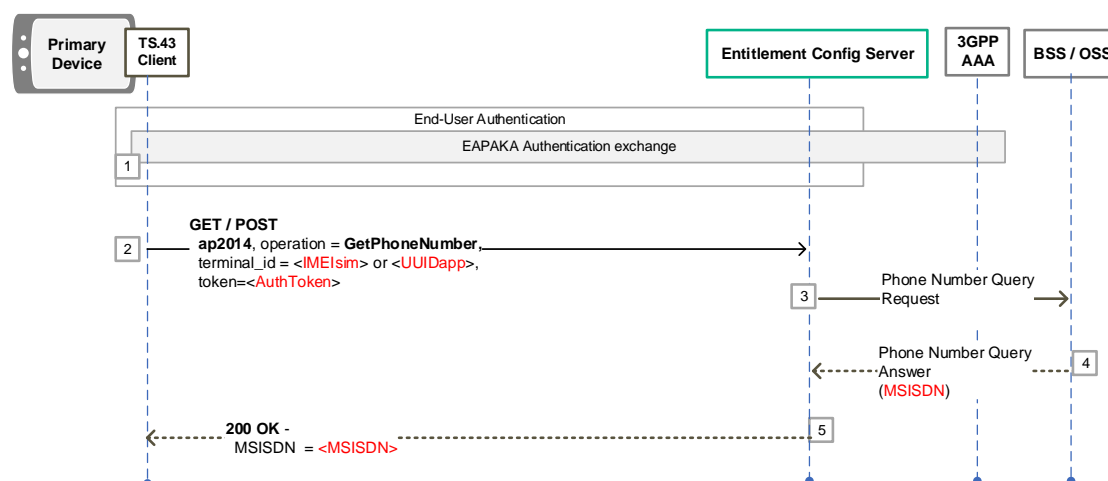 Primary
Device
TS.43
Client
Entitlement Config Server
3GPP
AAA
BSS / OSS
End-User Authentication
EAPAKA Authentication exchange
1
GET / POST
2
ap2014, operation = GetPhoneNumber,
terminal_id = <IMEIsim> or <UUIDapp>,
token=<AuthToken>
3
Phone Number Query
Request
Phone Number Query
Answer
(MSISDN)
4
200 OK -
MSISDN = <MSISDN>
5